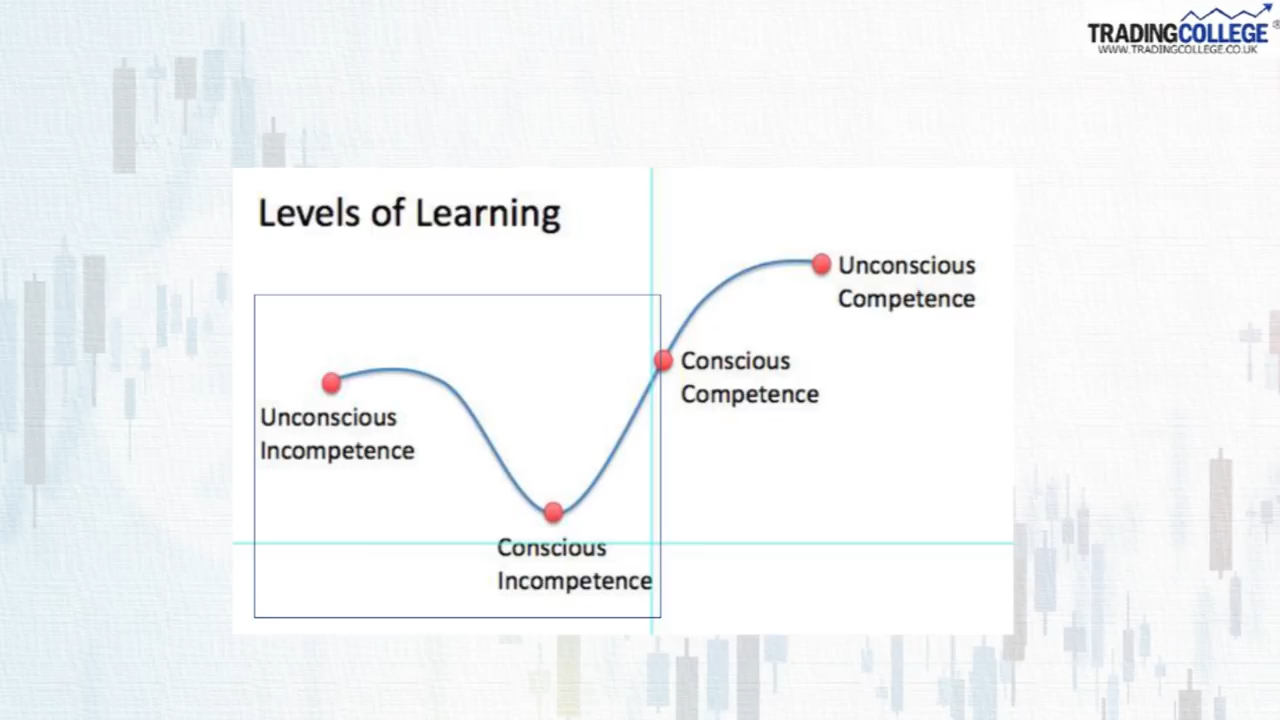 TRADINGCOLLEGE ®
WWW.TRADINGCOLLEGE.CO.UK
Levels of Learning
Unconscious
Competence
Conscious
Competence
Unconscious
Incompetence
Conscious
Incompetence